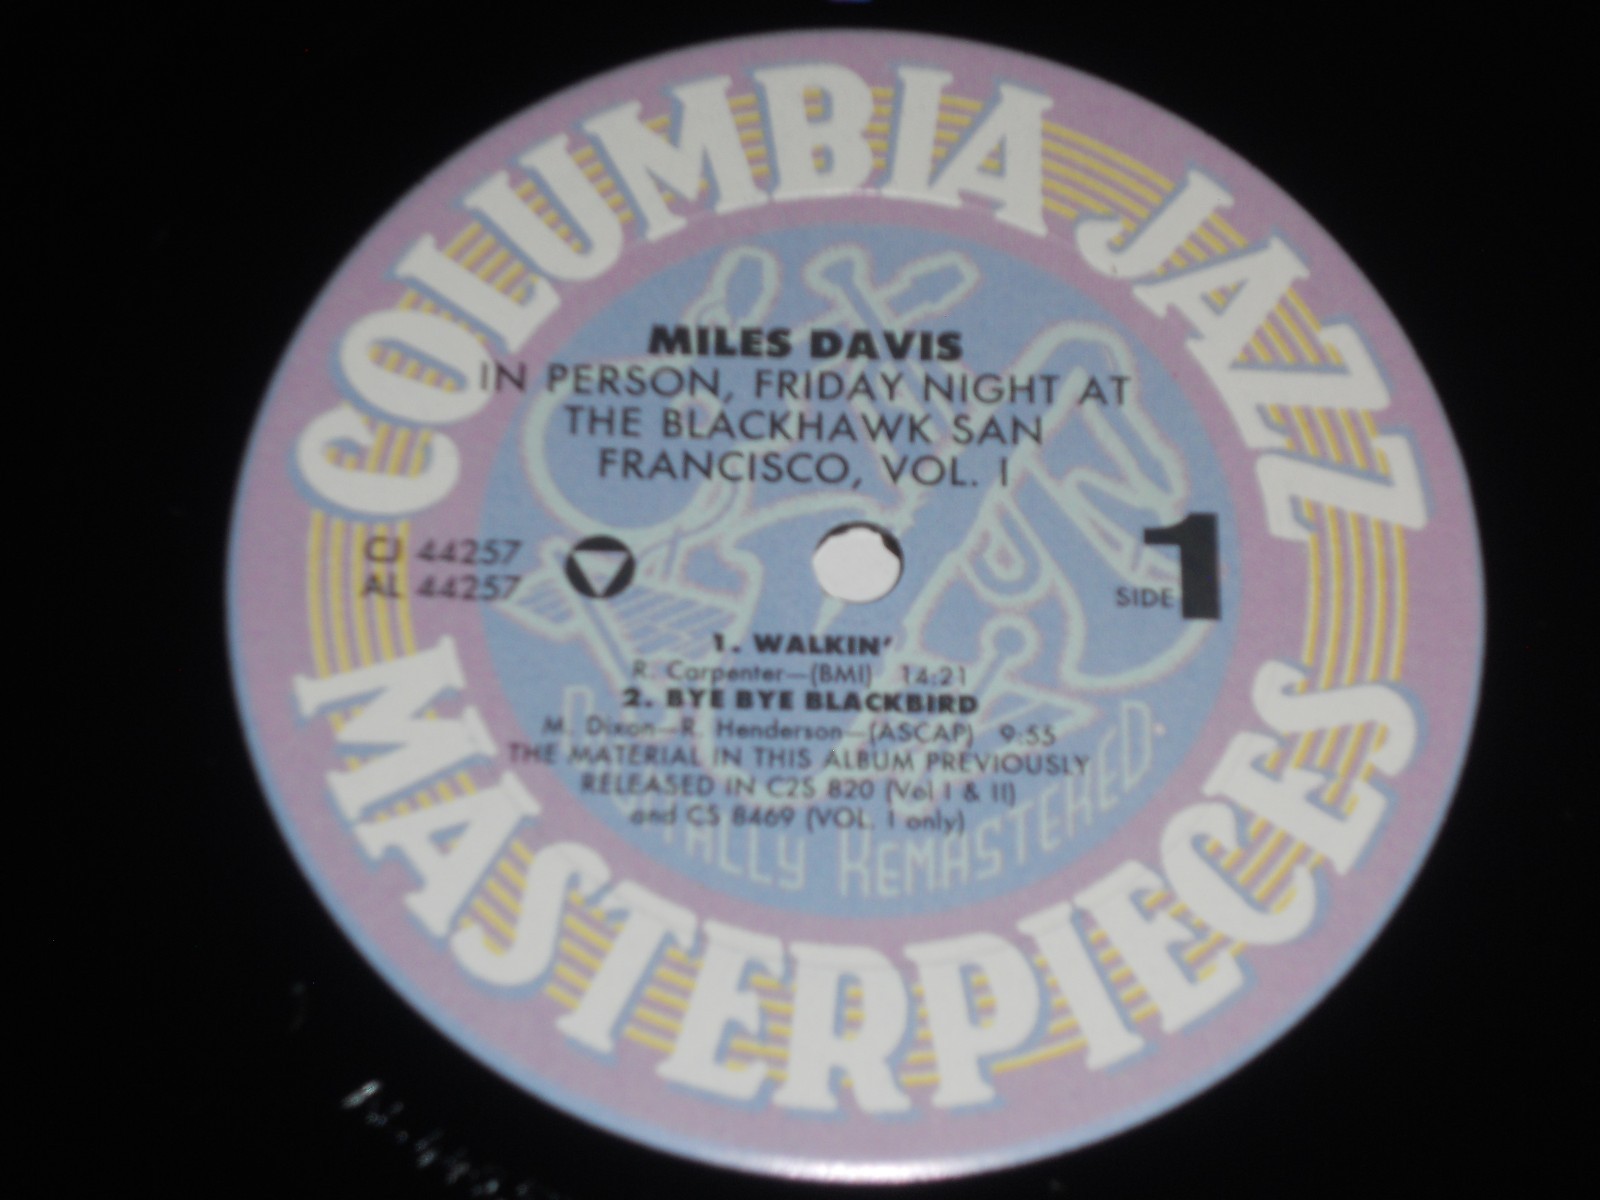 COLUMBIA JAZZ
MILES DAVIS
IN PERSON, FRIDAY NIGHT AT
THE BLACKHAWK SAN
FRANCISCO, VOL. I
CJ 44257
AL 44257
SIDE 1
1. WALKIN'
R. Carpenter—(BMI) 14:21
2. BYE BYE BLACKBIRD
M. Dixon—R. Henderson—(ASCAP) 9:55
THE MATERIAL IN THIS ALBUM PREVIOUSLY
RELEASED IN C2S 820 (Vol I & II)
and CS 8469 (VOL. I only)
REMASTERED
MASTERPIECES